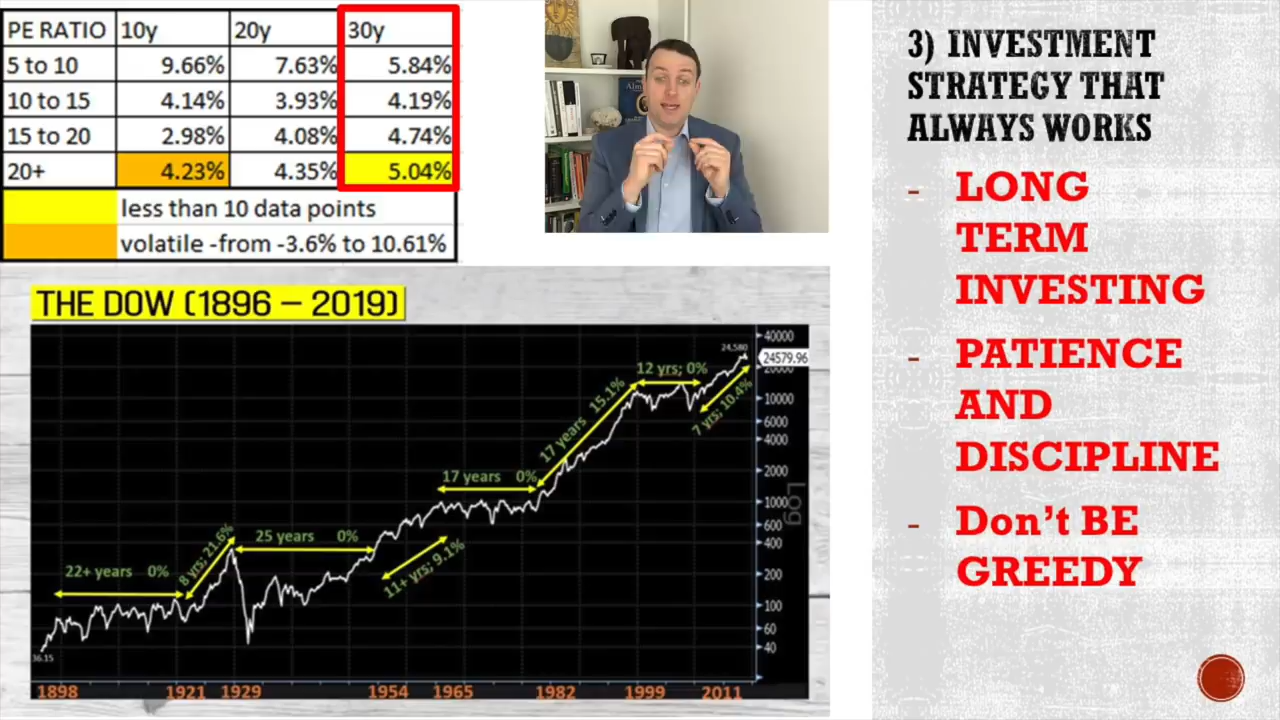 PE RATIO 10y 20y 30y
5 to 10 9.66% 7.63% 5.84%
10 to 15 4.14% 3.93% 4.19%
15 to 20 2.98% 4.08% 4.74%
20+ 4.23% 4.35% 5.04%
less than 10 data points
volatile -from -3.6% to 10.61%
THE DOW (1896 – 2019)
22+ years 0%
8 yrs; 21.6%
25 years 0%
11+ yrs; 9.1%
17 years 0%
17 years 15.1%
12 yrs; 0%
7 yrs; 10.4%
24,580
36.15
40000
24579.96
20000
10000
6000
4000
2000
1000
600
400
200
100
60
40
Log
1898 1921 1929 1954 1965 1982 1999 2011
3) INVESTMENT
STRATEGY THAT
ALWAYS WORKS
- LONG
TERM
INVESTING
- PATIENCE
AND
DISCIPLINE
- Don’t BE
GREEDY